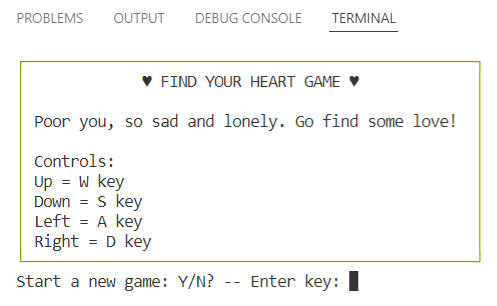 PROBLEMS OUTPUT DEBUG CONSOLE TERMINAL
♥ FIND YOUR HEART GAME ♥
Poor you, so sad and lonely. Go find some love!
Controls:
Up = W key
Down = S key
Left = A key
Right = D key
Start a new game: Y/N? -- Enter key: